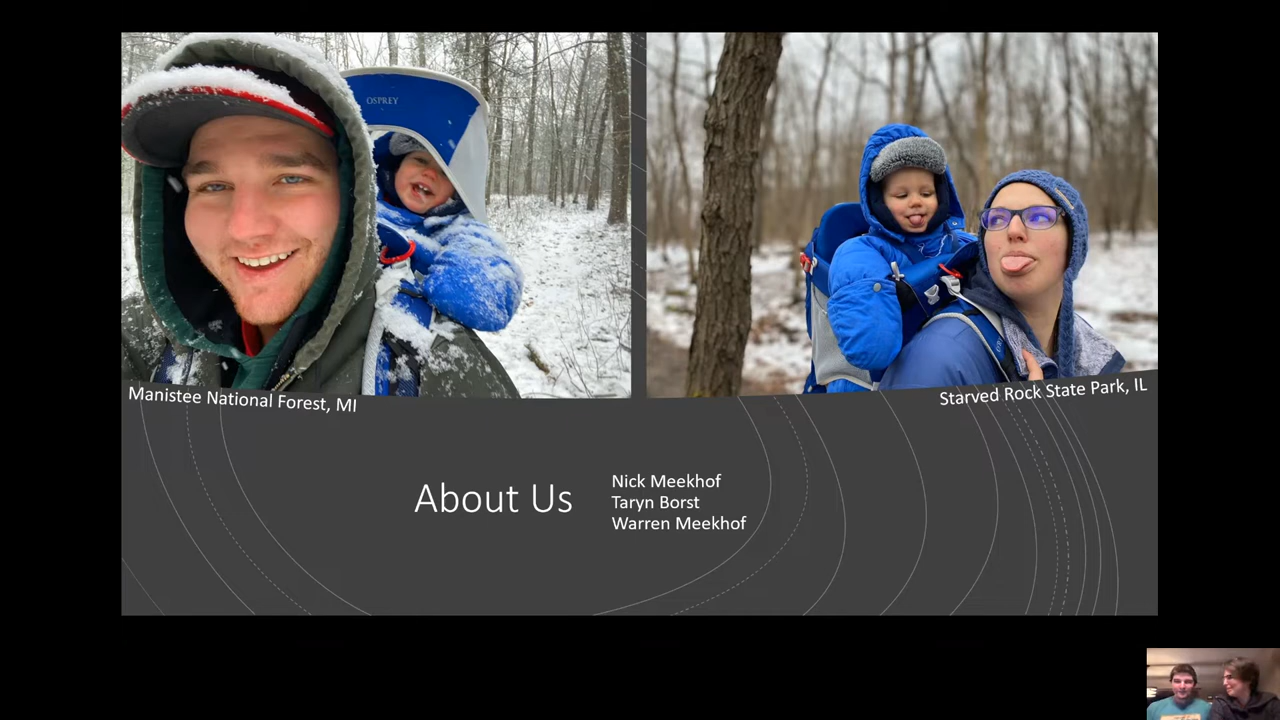 OSPREY
Manistee National Forest, MI
Starved Rock State Park, IL
About Us
Nick Meekhof
Taryn Borst
Warren Meekhof